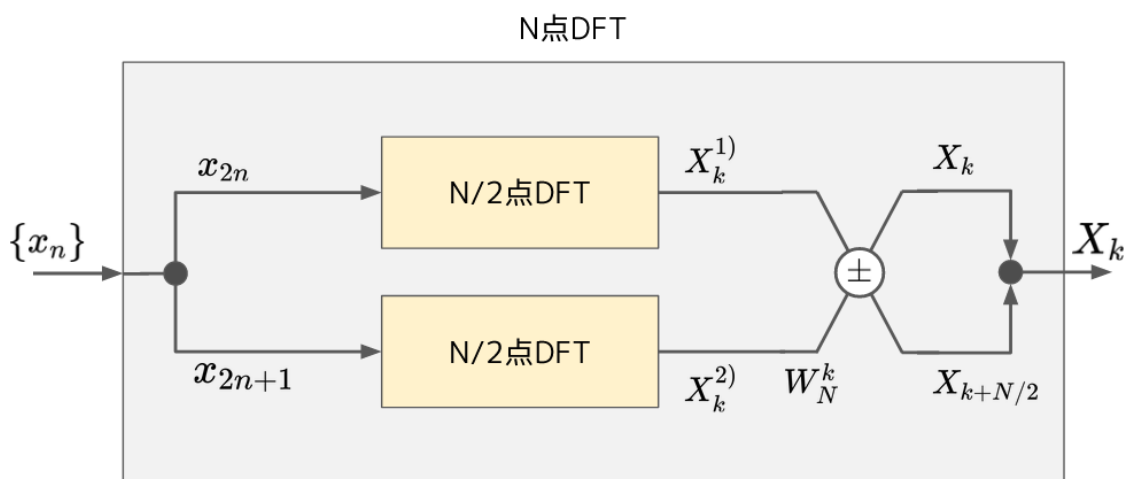 N点DFT
{x_n}
x_{2n}
N/2点DFT
X_k^{1)}
X_k
±
X_k
x_{2n+1}
N/2点DFT
X_k^{2)}
W_N^k
X_{k+N/2}